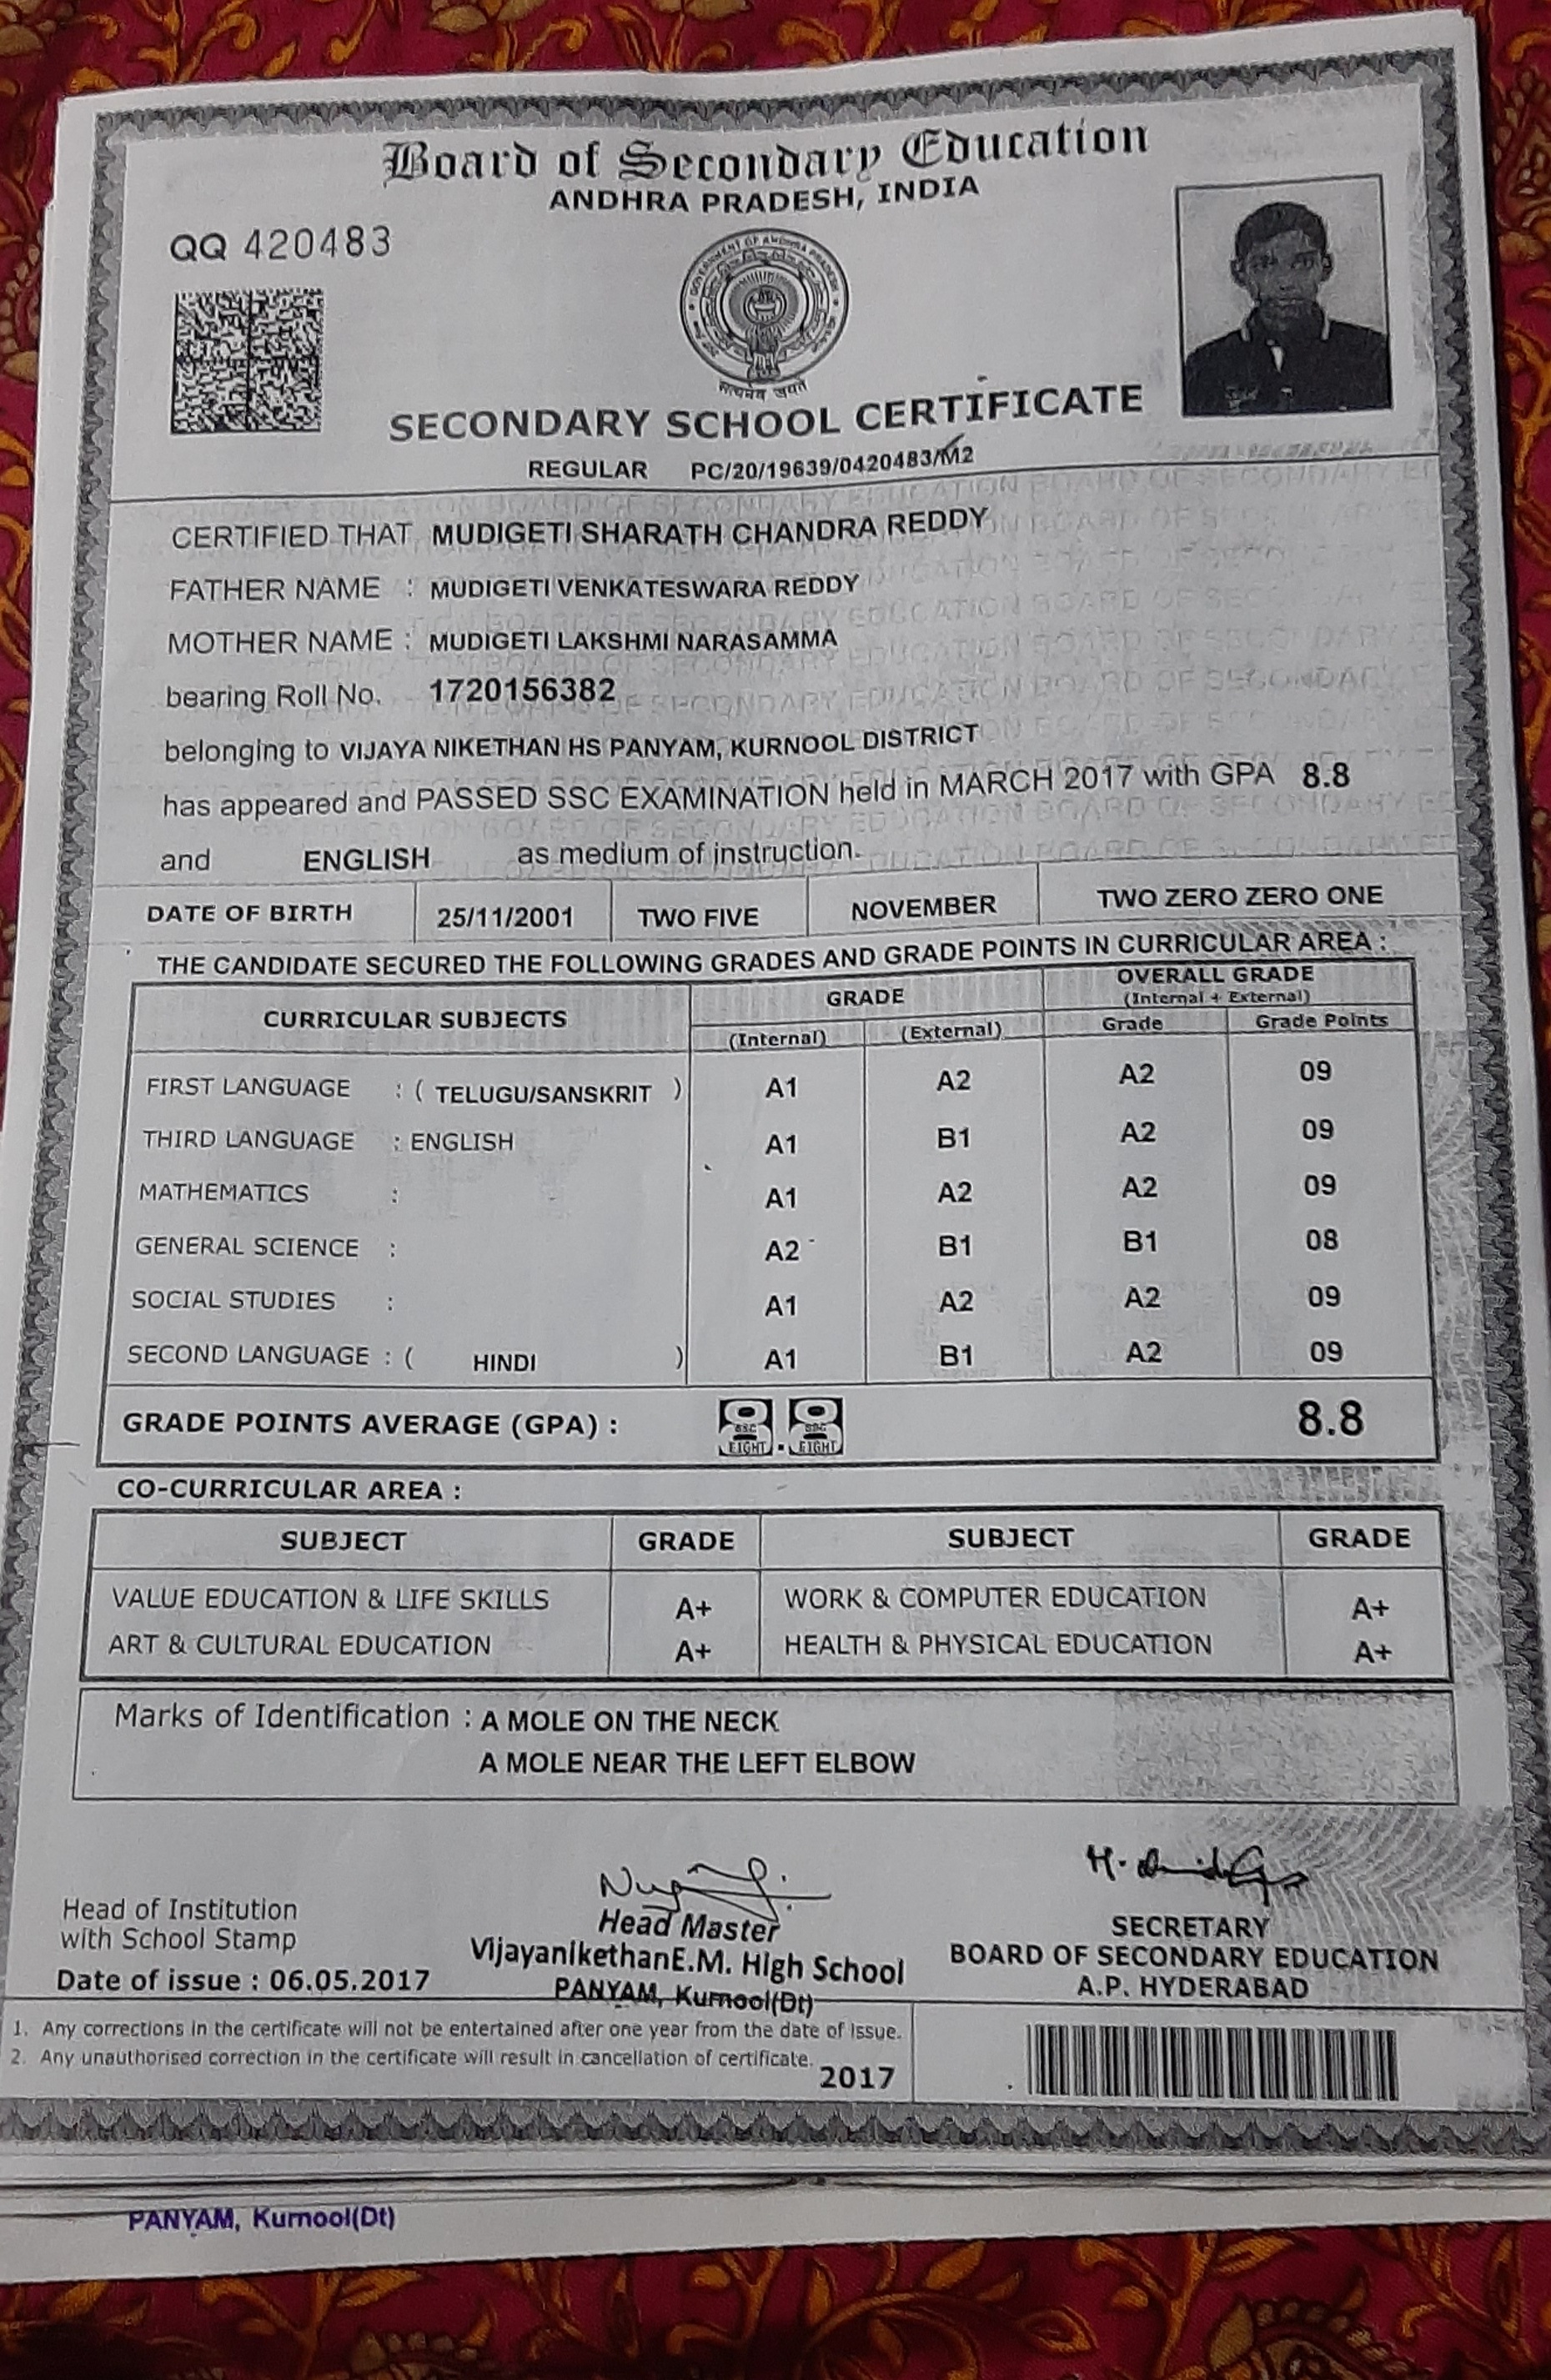 Board of Secondary Education
ANDHRA PRADESH, INDIA
QQ 420483
GOVERNMENT OF ANDHRA PRADESH
सत्यमेव जयते
SECONDARY SCHOOL CERTIFICATE
REGULAR PC/20/19639/0420483/M2
CERTIFIED THAT MUDIGETI SHARATH CHANDRA REDDY
FATHER NAME : MUDIGETI VENKATESWARA REDDY
MOTHER NAME : MUDIGETI LAKSHMI NARASAMMA
bearing Roll No. 1720156382
belonging to VIJAYA NIKETHAN HS PANYAM, KURNOOL DISTRICT
has appeared and PASSED SSC EXAMINATION held in MARCH 2017 with GPA 8.8
and ENGLISH as medium of instruction.
DATE OF BIRTH 25/11/2001 TWO FIVE NOVEMBER TWO ZERO ZERO ONE
THE CANDIDATE SECURED THE FOLLOWING GRADES AND GRADE POINTS IN CURRICULAR AREA :
CURRICULAR SUBJECTS GRADE OVERALL GRADE
(Internal + External)
(Internal) (External) Grade Grade Points
FIRST LANGUAGE : ( TELUGU/SANSKRIT ) A1 A2 A2 09
THIRD LANGUAGE : ENGLISH A1 B1 A2 09
MATHEMATICS : A1 A2 A2 09
GENERAL SCIENCE : A2 B1 B1 08
SOCIAL STUDIES : A1 A2 A2 09
SECOND LANGUAGE : ( HINDI ) A1 B1 A2 09
GRADE POINTS AVERAGE (GPA) : 8 SSC EIGHT . 8 SSC EIGHT 8.8
CO-CURRICULAR AREA :
SUBJECT GRADE SUBJECT GRADE
VALUE EDUCATION & LIFE SKILLS A+ WORK & COMPUTER EDUCATION A+
ART & CULTURAL EDUCATION A+ HEALTH & PHYSICAL EDUCATION A+
Marks of Identification : A MOLE ON THE NECK
A MOLE NEAR THE LEFT ELBOW
Head of Institution
with School Stamp
Date of issue : 06.05.2017
Head Master
VijayanikethanE.M. High School
PANYAM, Kurnool(Dt)
SECRETARY
BOARD OF SECONDARY EDUCATION
A.P. HYDERABAD
1. Any corrections in the certificate will not be entertained after one year from the date of issue.
2. Any unauthorised correction in the certificate will result in cancellation of certificate.
2017
PANYAM, Kurnool(Dt)